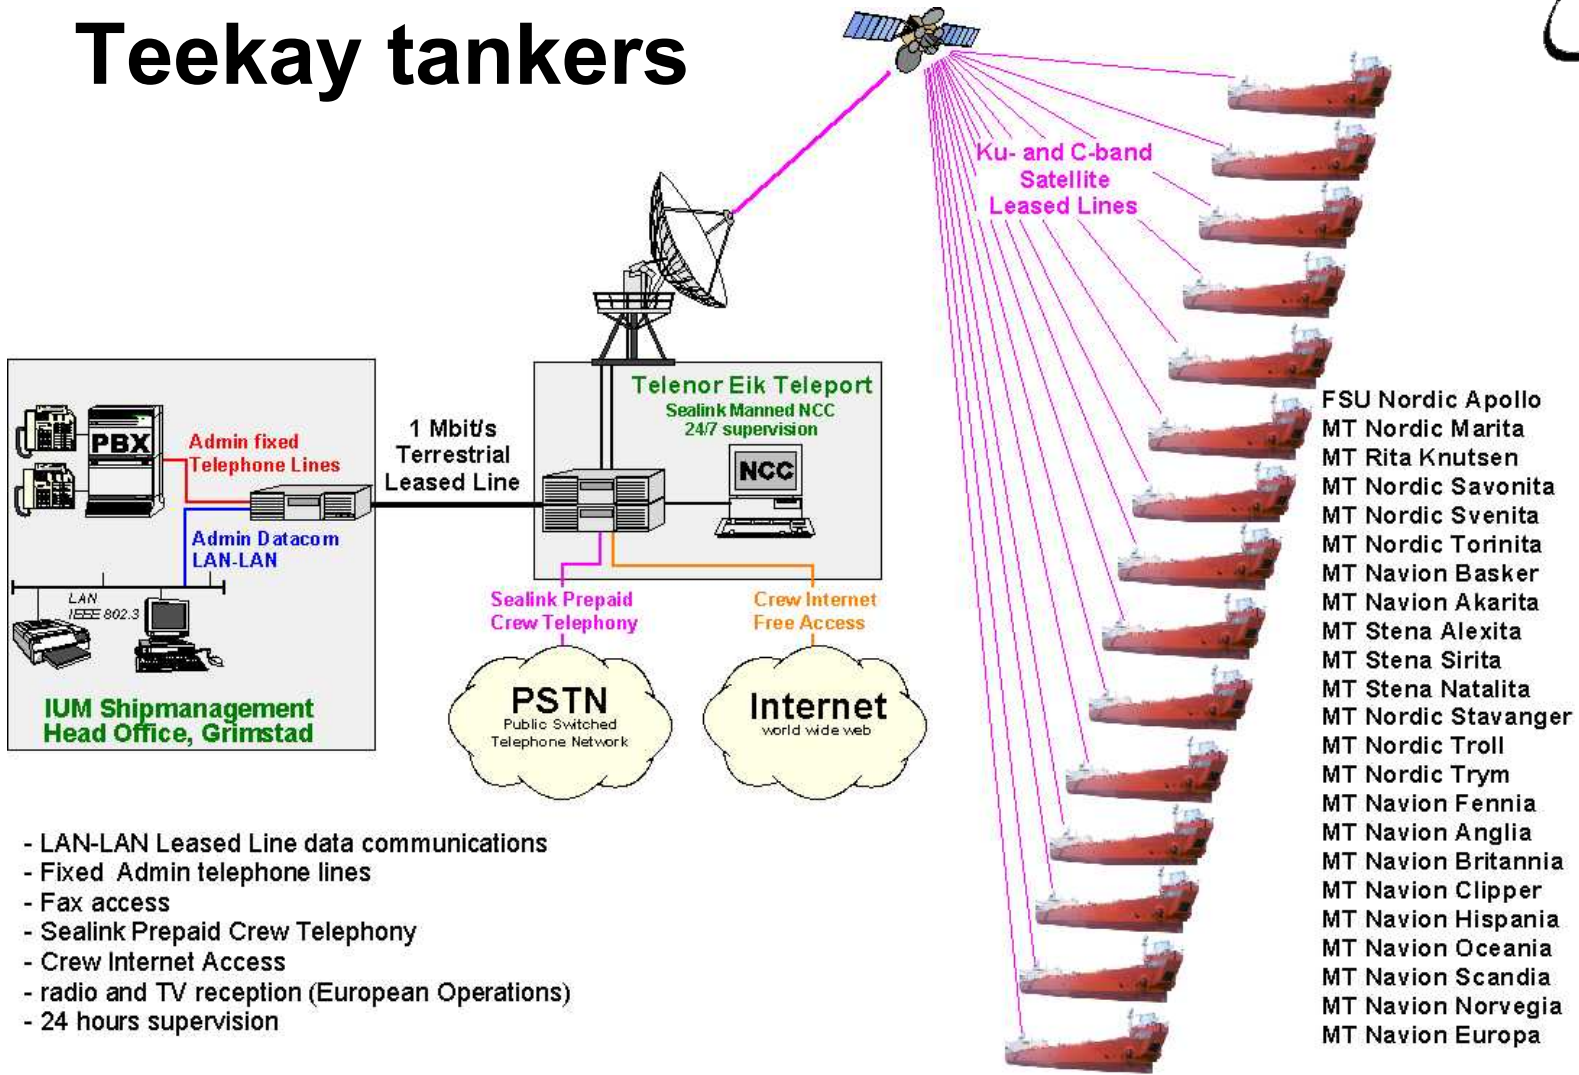 Teekay tankers
Ku- and C-band
Satellite
Leased Lines
Telenor Eik Teleport
Sealink Manned NCC
24/7 supervision
NCC
1 Mbit/s
Terrestrial
Leased Line
PBX
Admin fixed
Telephone Lines
Admin Datacom
LAN-LAN
LAN
IEEE 802.3
IUM Shipmanagement
Head Office, Grimstad
Sealink Prepaid
Crew Telephony
Crew Internet
Free Access
PSTN
Public Switched
Telephone Network
Internet
world wide web
FSU Nordic Apollo
MT Nordic Marita
MT Rita Knutsen
MT Nordic Savonita
MT Nordic Svenita
MT Nordic Torinita
MT Navion Basker
MT Navion Akarita
MT Stena Alexita
MT Stena Sirita
MT Stena Natalita
MT Nordic Stavanger
MT Nordic Troll
MT Nordic Trym
MT Navion Fennia
MT Navion Anglia
MT Navion Britannia
MT Navion Clipper
MT Navion Hispania
MT Navion Oceania
MT Navion Scandia
MT Navion Norvegia
MT Navion Europa
- LAN-LAN Leased Line data communications
- Fixed Admin telephone lines
- Fax access
- Sealink Prepaid Crew Telephony
- Crew Internet Access
- radio and TV reception (European Operations)
- 24 hours supervision